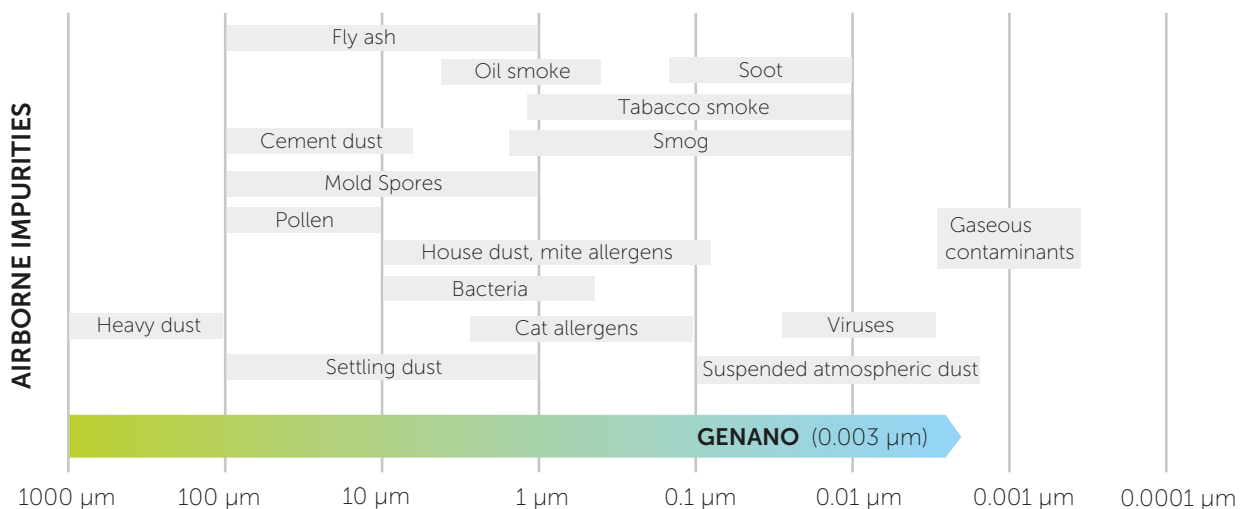 AIRBORNE IMPURITIES
Fly ash
Oil smoke
Soot
Tabacco smoke
Cement dust
Smog
Mold Spores
Pollen
Gaseous
contaminants
House dust, mite allergens
Bacteria
Heavy dust
Cat allergens
Viruses
Settling dust
Suspended atmospheric dust
GENANO (0.003 µm)
1000 µm
100 µm
10 µm
1 µm
0.1 µm
0.01 µm
0.001 µm
0.0001 µm